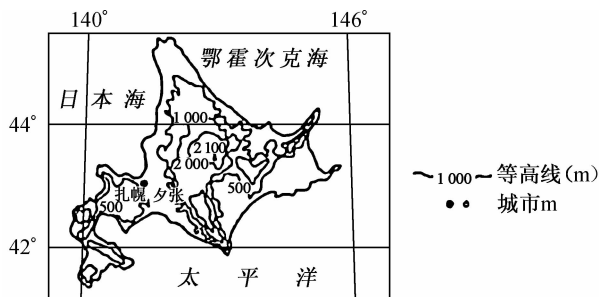 140° 146°
鄂霍次克海
日本海
1 000
44°
2 100
2 000
500
札幌 夕张
500
42°
太平洋
1 000 等高线(m)
城市m